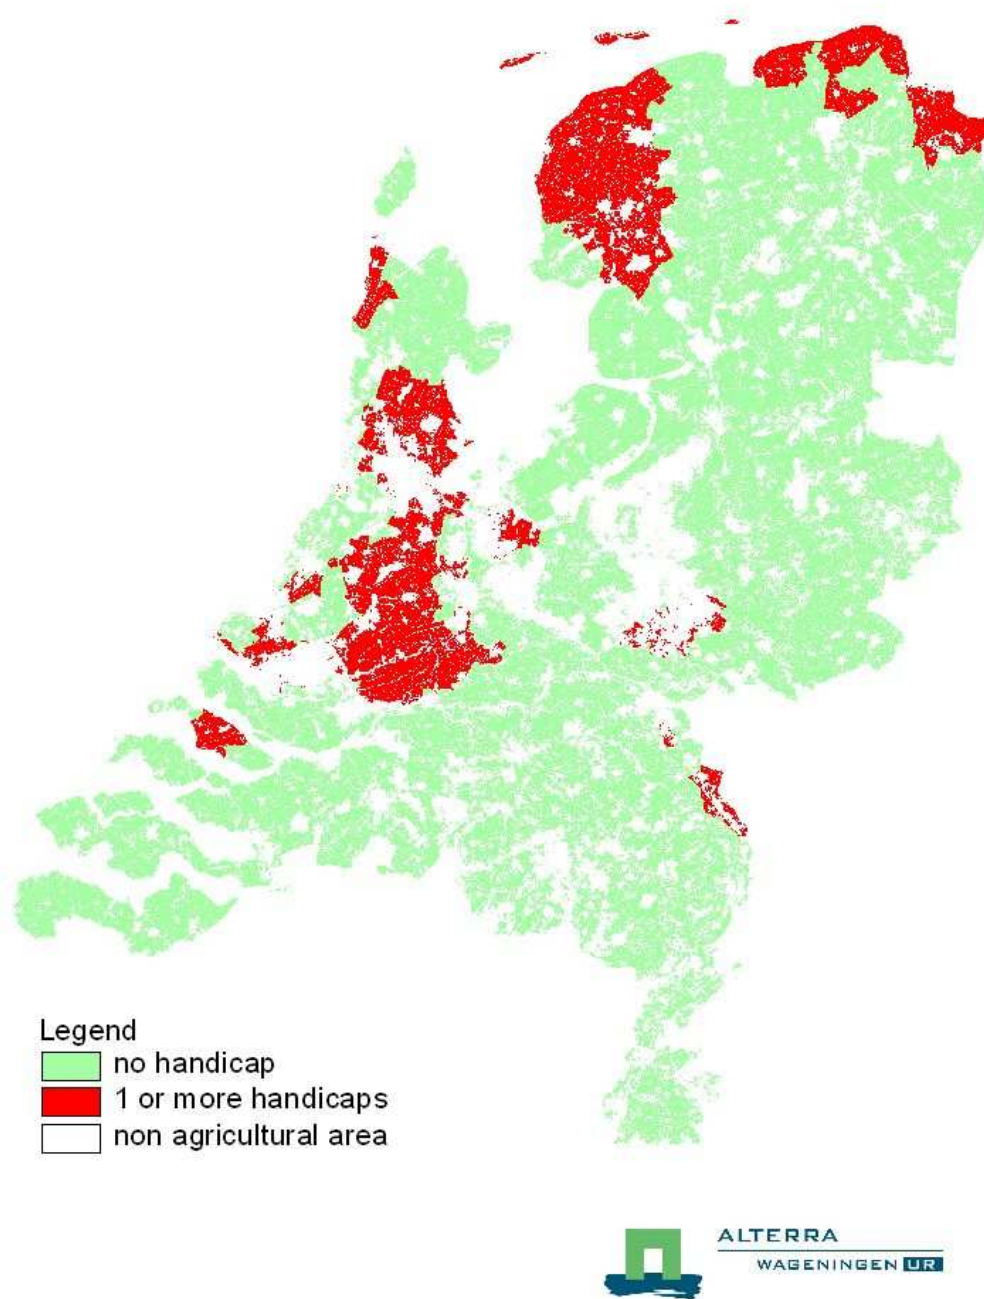 Legend
no handicap
1 or more handicaps
non agricultural area
ALTERRA
WAGENINGEN UR